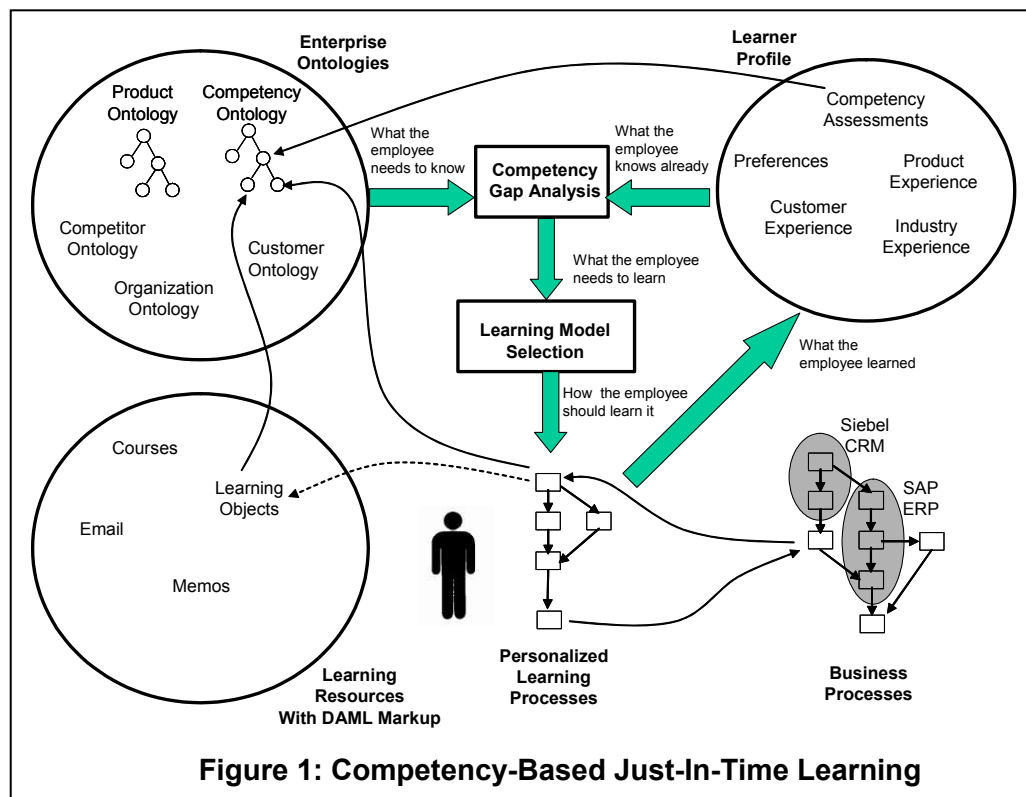 Enterprise
Ontologies
Product
Ontology
Competency
Ontology
Competitor
Ontology
Customer
Ontology
Organization
Ontology
What the
employee
needs to know
Competency
Gap Analysis
What the
employee
knows already
Learner
Profile
Competency
Assessments
Preferences
Product
Experience
Customer
Experience
Industry
Experience
What the employee
needs to learn
Learning Model
Selection
How the employee
should learn it
What the
employee learned
Courses
Learning
Objects
Email
Memos
Learning
Resources
With DAML Markup
Personalized
Learning
Processes
Siebel
CRM
SAP
ERP
Business
Processes
Figure 1: Competency-Based Just-In-Time Learning